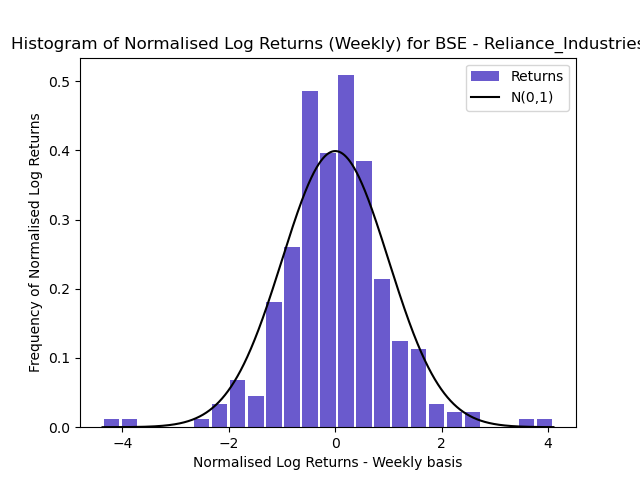 Histogram of Normalised Log Returns (Weekly) for BSE - Reliance_Industries
Returns
N(0,1)
Frequency of Normalised Log Returns
0.5
0.4
0.3
0.2
0.1
0.0
−4 −2 0 2 4
Normalised Log Returns - Weekly basis